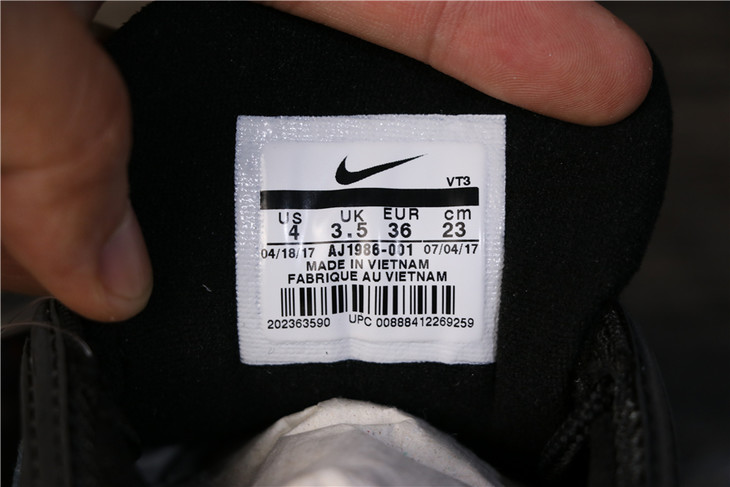 VT3
US UK EUR cm
4 3.5 36 23
04/18/17 AJ1986-001 07/04/17
MADE IN VIETNAM
FABRIQUE AU VIETNAM
202363590 UPC 00888412269259